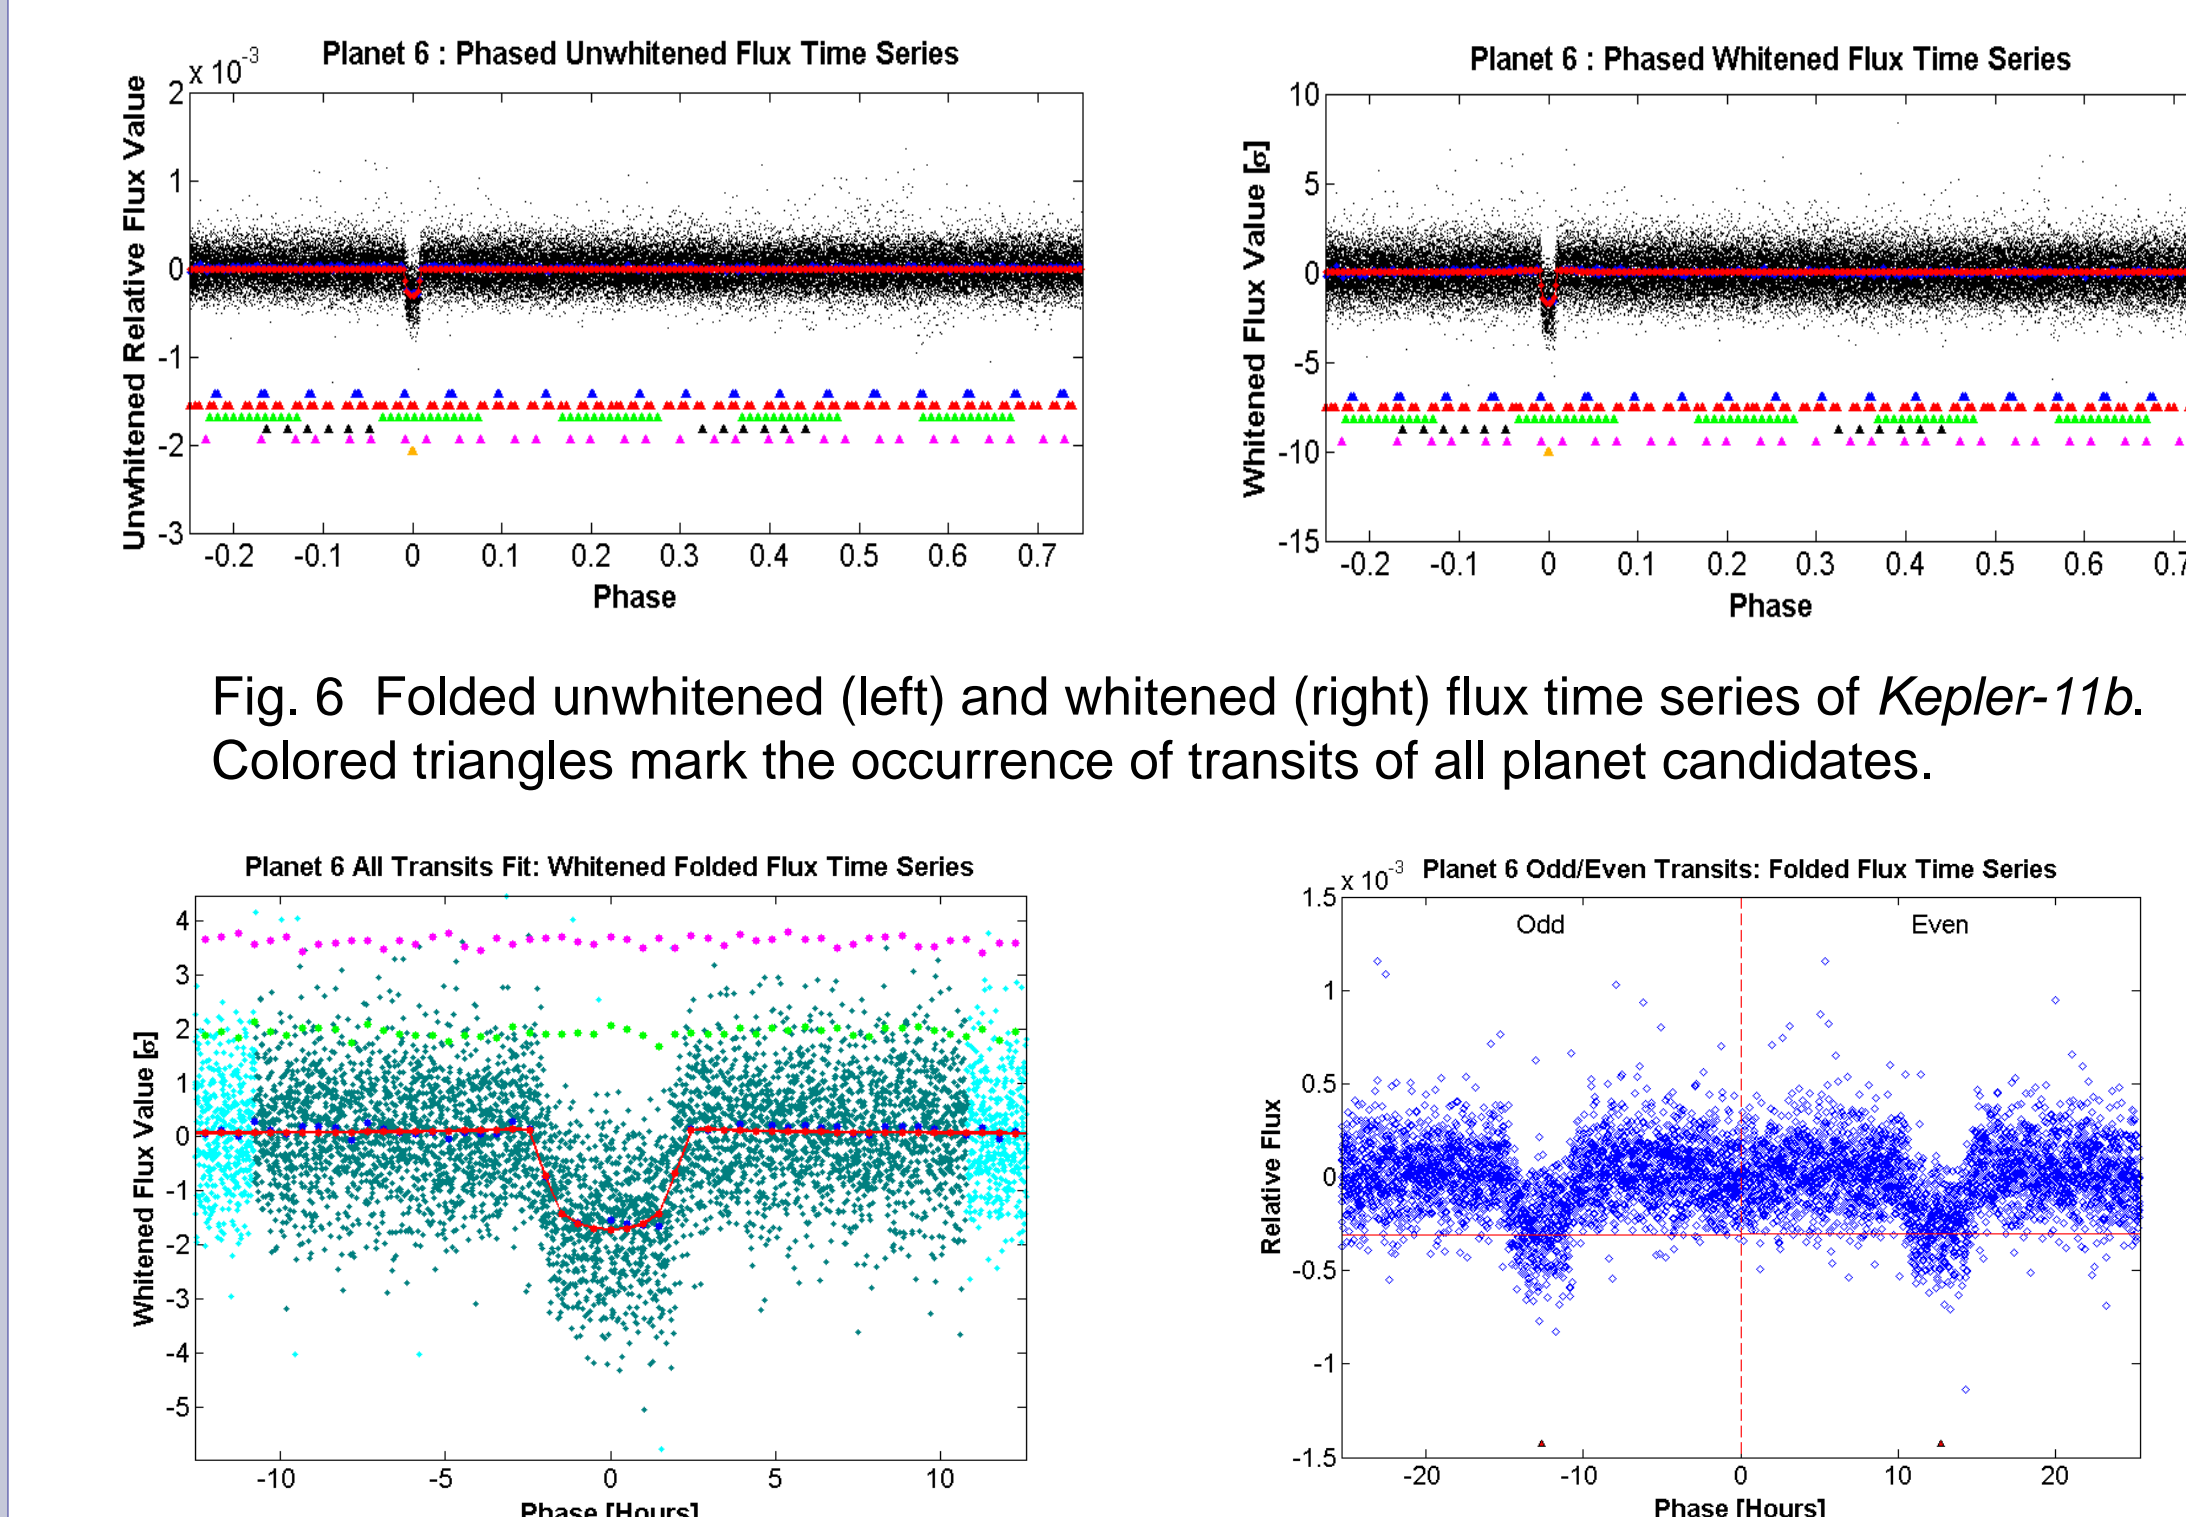 Planet 6 : Phased Unwhitened Flux Time Series
x 10-3
Unwhitened Relative Flux Value
2
1
0
-1
-2
-3
-0.2 -0.1 0 0.1 0.2 0.3 0.4 0.5 0.6 0.7
Phase
Planet 6 : Phased Whitened Flux Time Series
Whitened Flux Value [σ]
10
5
0
-5
-10
-15
-0.2 -0.1 0 0.1 0.2 0.3 0.4 0.5 0.6 0.7
Phase
Fig. 6 Folded unwhitened (left) and whitened (right) flux time series of Kepler-11b.
Colored triangles mark the occurrence of transits of all planet candidates.
Planet 6 All Transits Fit: Whitened Folded Flux Time Series
Whitened Flux Value [σ]
4
3
2
1
0
-1
-2
-3
-4
-5
-10 -5 0 5 10
Phase [Hours]
Planet 6 Odd/Even Transits: Folded Flux Time Series
x 10-3
Odd Even
Relative Flux
1.5
1
0.5
0
-0.5
-1
-1.5
-20 -10 0 10 20
Phase [Hours]